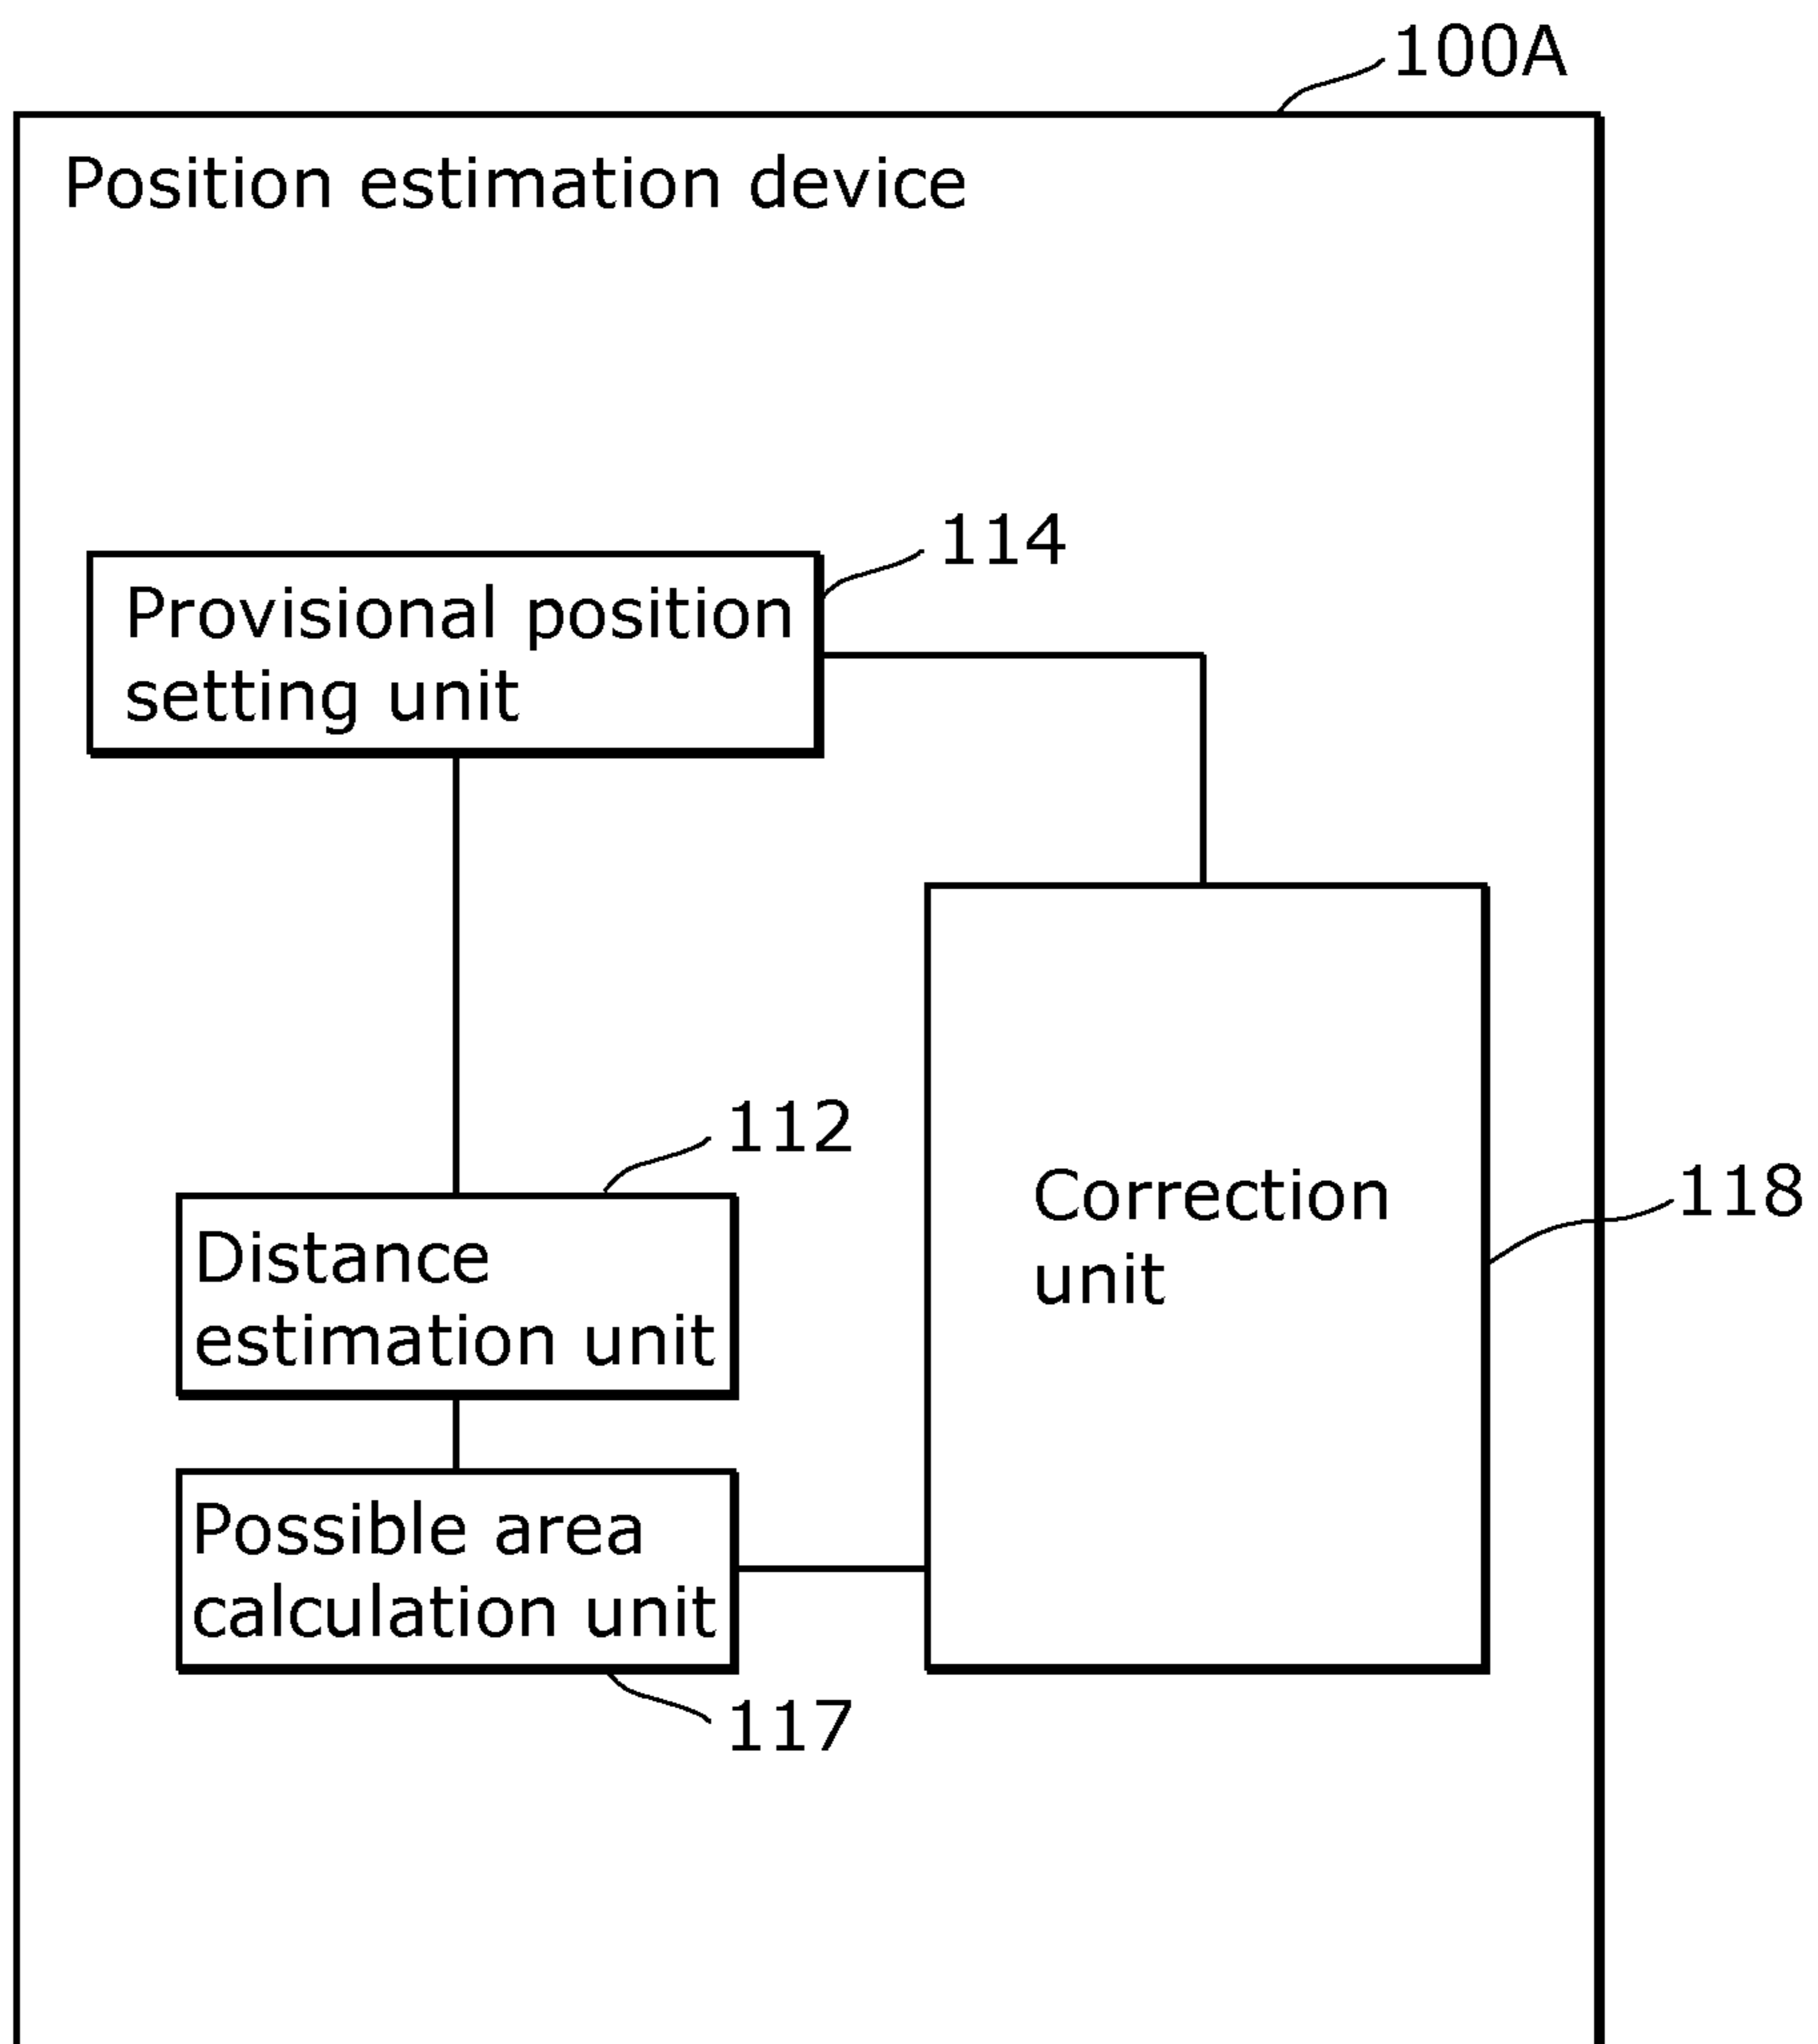 100A
Position estimation device
114
Provisional position
setting unit
112
Distance
estimation unit
Correction
unit
118
Possible area
calculation unit
117